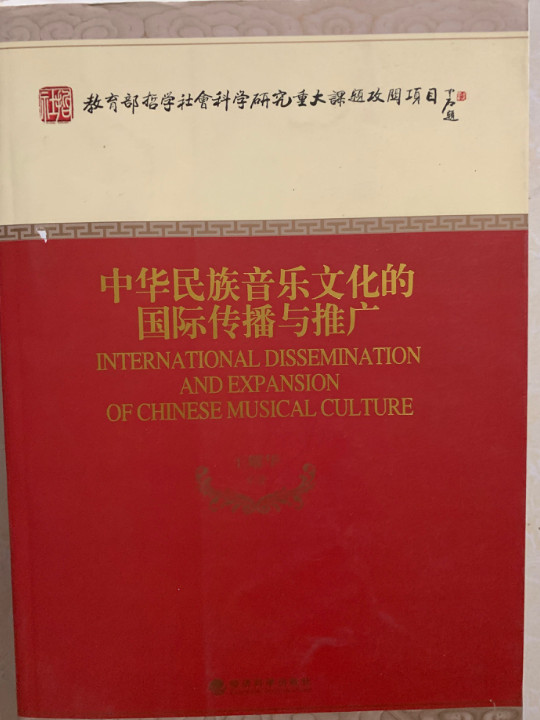 教育部哲学社會科学研究重大課題攻関项目
中华民族音乐文化的
国际传播与推广
INTERNATIONAL DISSEMINATION
AND EXPANSION
OF CHINESE MUSICAL CULTURE